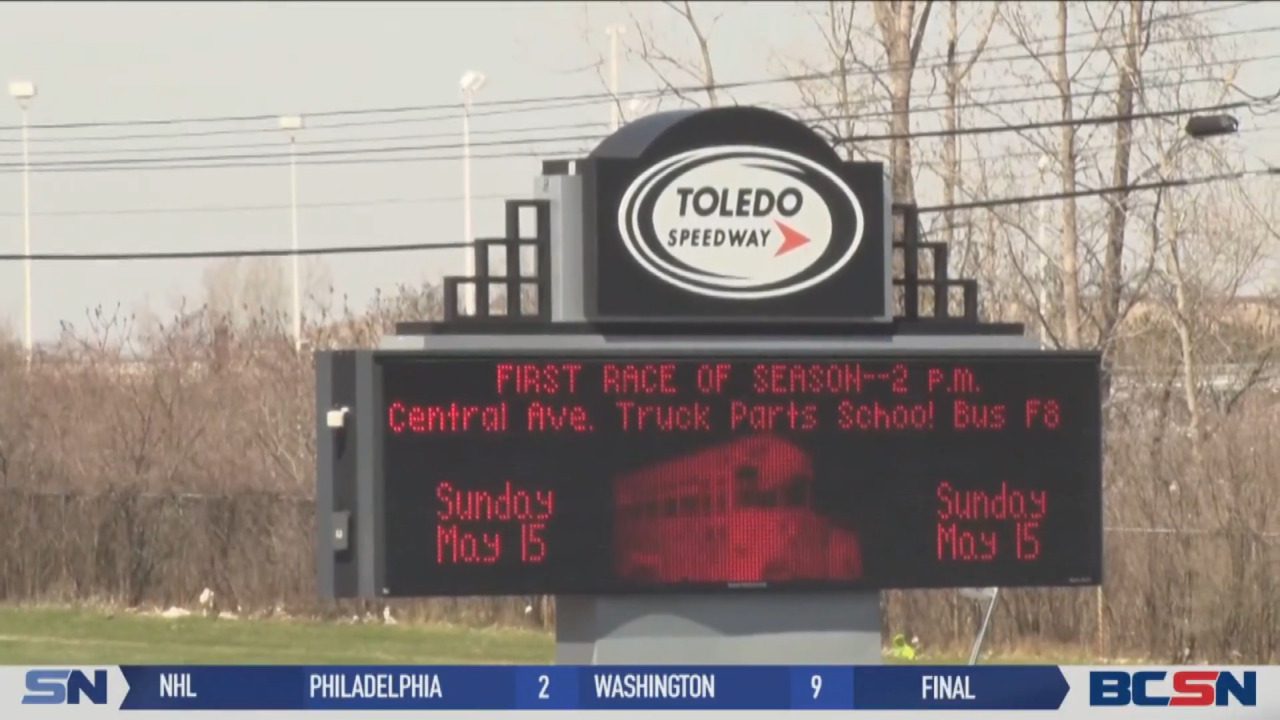 TOLEDO
SPEEDWAY
FIRST RACE OF SEASON--2 p.m.
Central Ave. Truck Parts School Bus F8
Sunday
May 15
Sunday
May 15
SN NHL PHILADELPHIA 2 WASHINGTON 9 FINAL BCSN